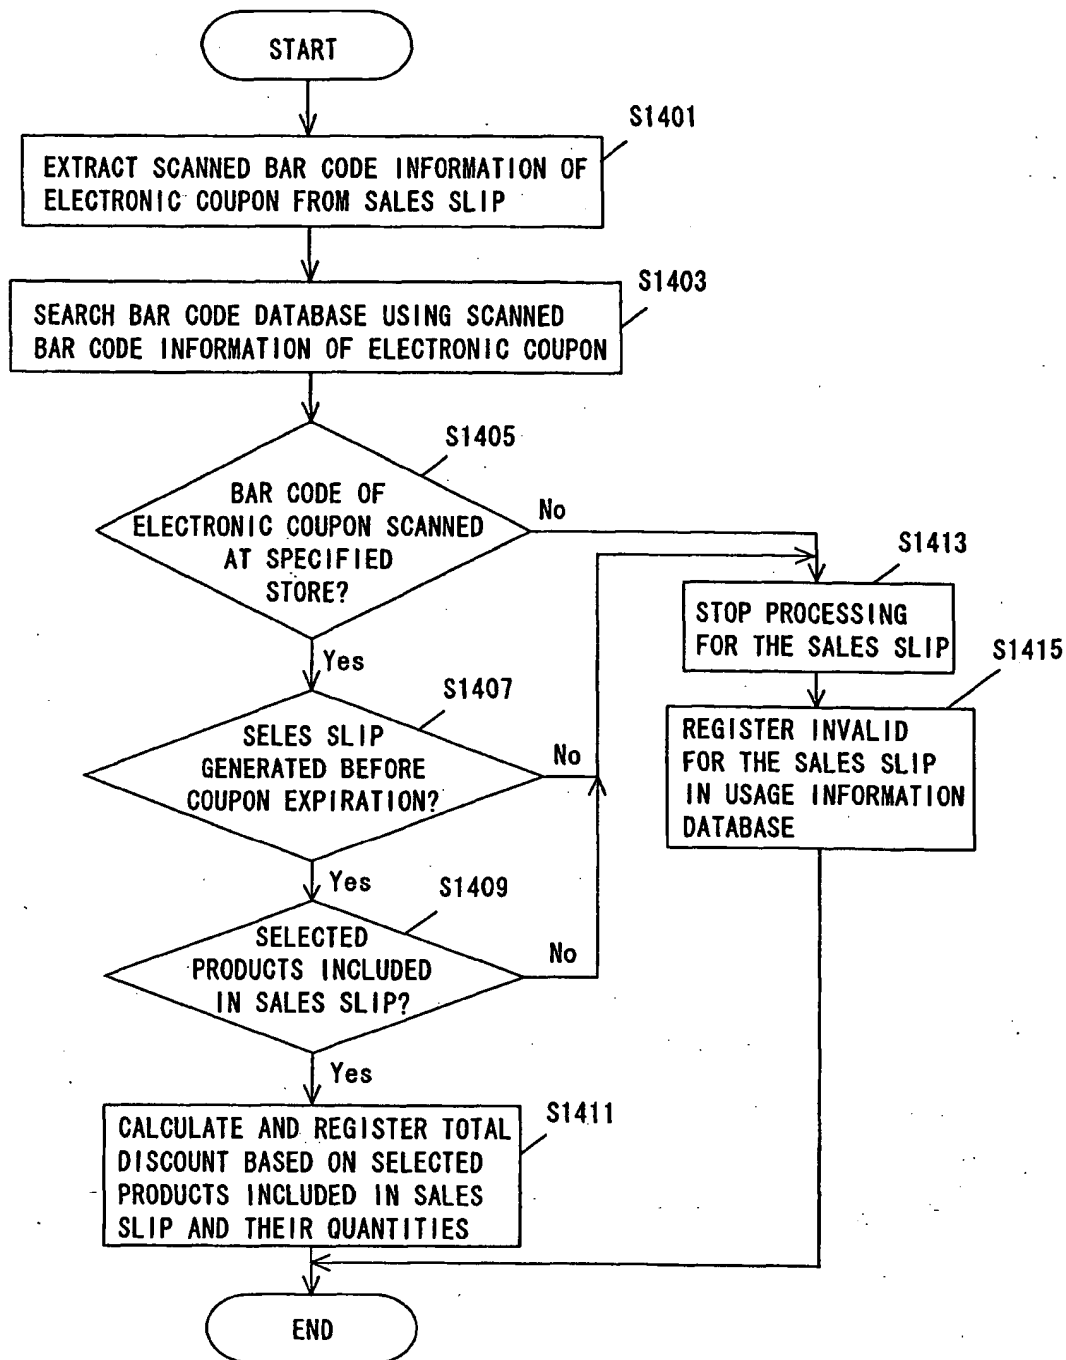 START
S1401
EXTRACT SCANNED BAR CODE INFORMATION OF
ELECTRONIC COUPON FROM SALES SLIP
S1403
SEARCH BAR CODE DATABASE USING SCANNED
BAR CODE INFORMATION OF ELECTRONIC COUPON
S1405
BAR CODE OF
ELECTRONIC COUPON SCANNED
AT SPECIFIED
STORE?
No
Yes
S1413
STOP PROCESSING
FOR THE SALES SLIP
S1415
REGISTER INVALID
FOR THE SALES SLIP
IN USAGE INFORMATION
DATABASE
S1407
SELES SLIP
GENERATED BEFORE
COUPON EXPIRATION?
No
Yes
S1409
SELECTED
PRODUCTS INCLUDED
IN SALES SLIP?
No
Yes
S1411
CALCULATE AND REGISTER TOTAL
DISCOUNT BASED ON SELECTED
PRODUCTS INCLUDED IN SALES
SLIP AND THEIR QUANTITIES
END